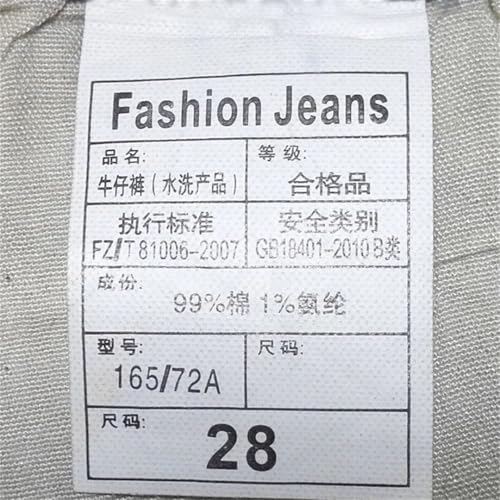 Fashion Jeans
品名: 等级:
牛仔裤（水洗产品） 合格品
执行标准 安全类别
FZ/T 81006-2007 GB18401-2010 B类
成份:
99%棉 1%氨纶
型号: 尺码:
165/72A
尺码:
28